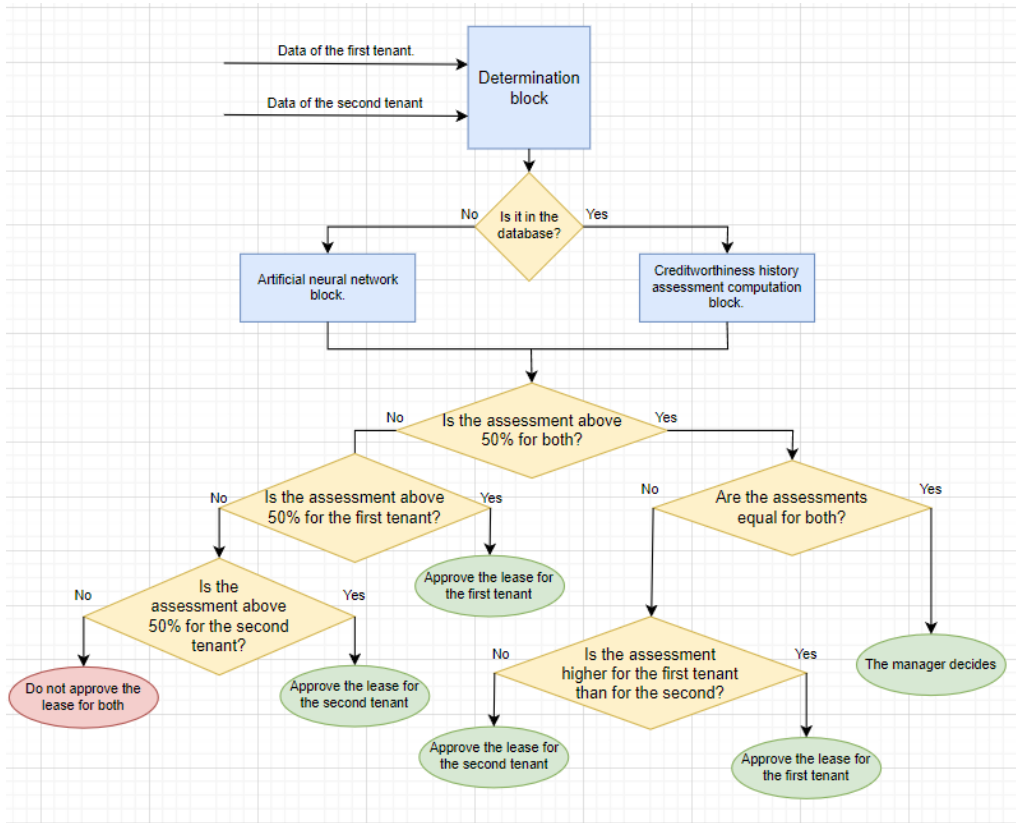 Data of the first tenant.
Data of the second tenant
Determination
block
No
Is it in the
database?
Yes
Artificial neural network
block.
Creditworthiness history
assessment computation
block.
No
Is the assessment above
50% for both?
Yes
No
Is the assessment above
50% for the first tenant?
Yes
No
Are the assessments
equal for both?
Yes
Approve the lease for
the first tenant
No
Is the
assessment above
50% for the second
tenant?
Yes
No
Is the assessment
higher for the first tenant
than for the second?
Yes
The manager decides
Do not approve the
lease for both
Approve the lease for
the second tenant
Approve the lease for
the second tenant
Approve the lease for
the first tenant